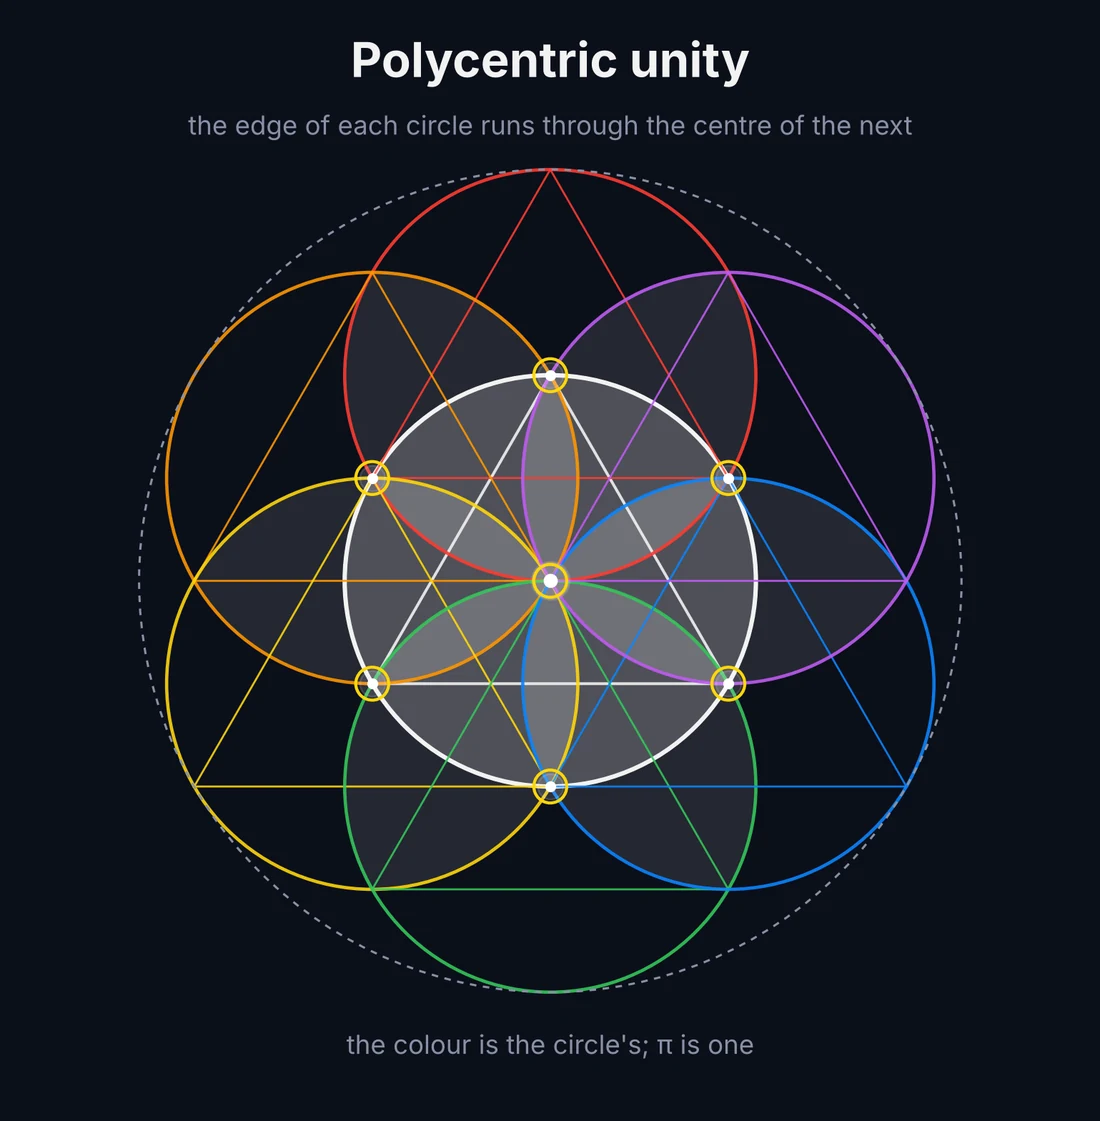 Polycentric unity
the edge of each circle runs through the centre of the next
the colour is the circle's; π is one